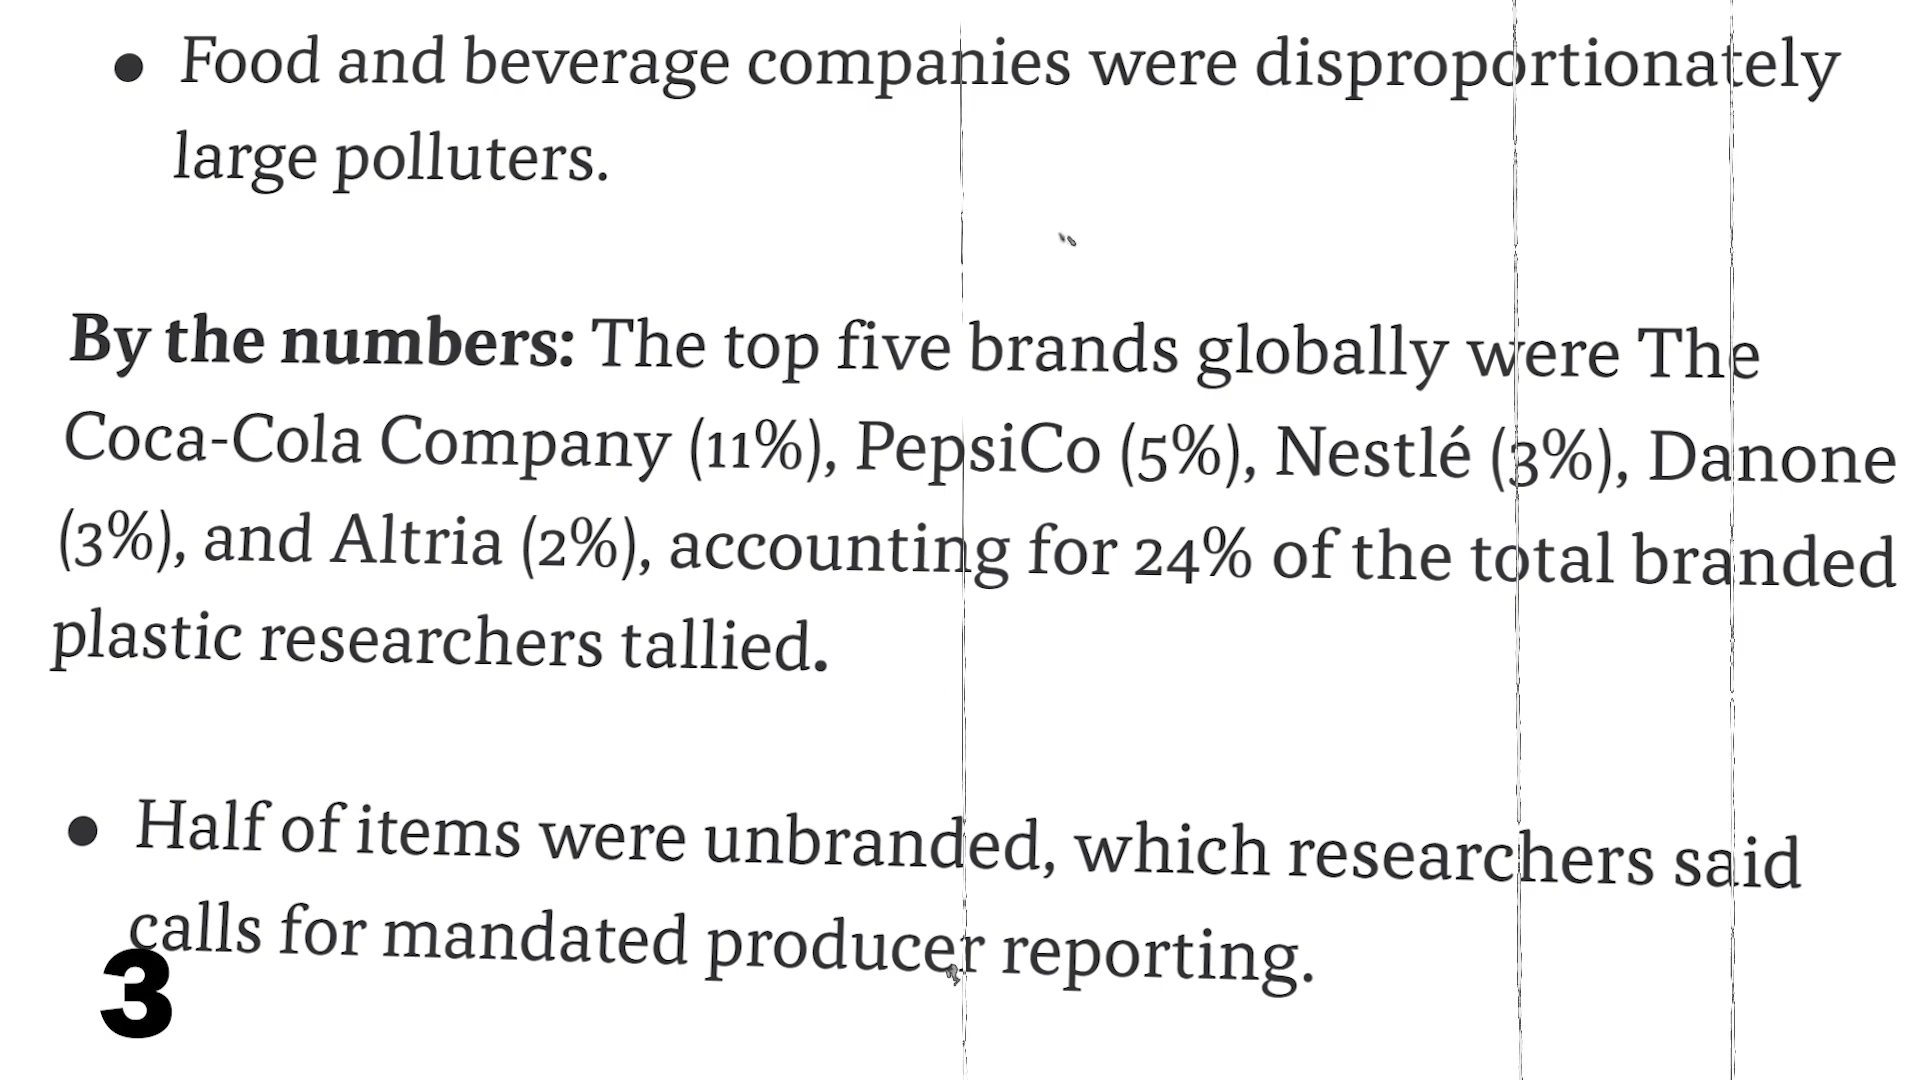 • Food and beverage companies were disproportionately
large polluters.
By the numbers: The top five brands globally were The
Coca-Cola Company (11%), PepsiCo (5%), Nestlé (3%), Danone
(3%), and Altria (2%), accounting for 24% of the total branded
plastic researchers tallied.
• Half of items were unbranded, which researchers said
calls for mandated producer reporting.
3